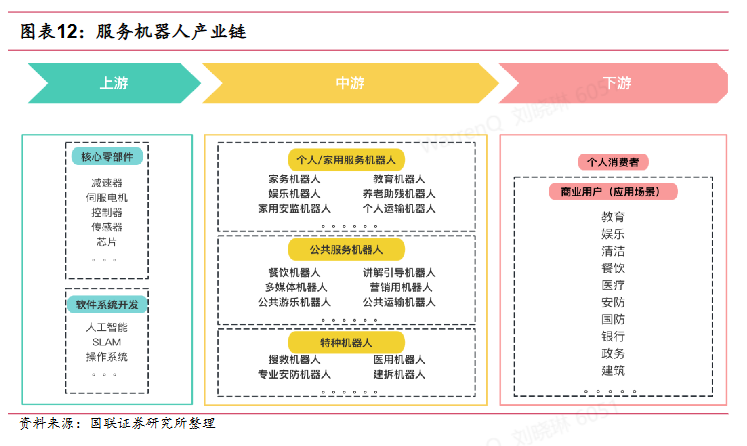 图表12：服务机器人产业链
上游
中游
下游
核心零部件
减速器
伺服电机
控制器
传感器
芯片
。。。
软件系统开发
人工智能
SLAM
操作系统
。。。
个人/家用服务机器人
家务机器人 教育机器人
娱乐机器人 养老助残机器人
家用安监机器人 个人运输机器人
。。。。。。
公共服务机器人
餐饮机器人 讲解引导机器人
多媒体机器人 营销用机器人
公共游乐机器人 公共运输机器人
。。。。。。
特种机器人
搜救机器人 医用机器人
专业安防机器人 建拆机器人
。。。。。。
个人消费者
商业用户（应用场景）
教育
娱乐
清洁
餐饮
医疗
安防
国防
银行
政务
建筑
。。。。。。
资料来源：国联证券研究所整理
WarrenQ 刘晓琳 6051
刘晓琳 6051